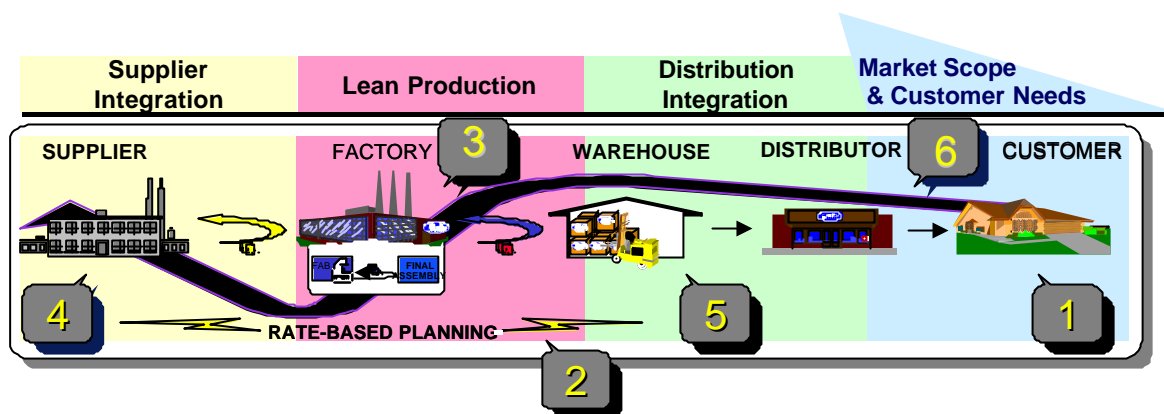 Supplier
Integration
Lean Production
Distribution
Integration
Market Scope
& Customer Needs
SUPPLIER
FACTORY
3
WAREHOUSE
DISTRIBUTOR
6
CUSTOMER
FAB
FINAL
ASSEMBLY
4
RATE-BASED PLANNING
5
1
2